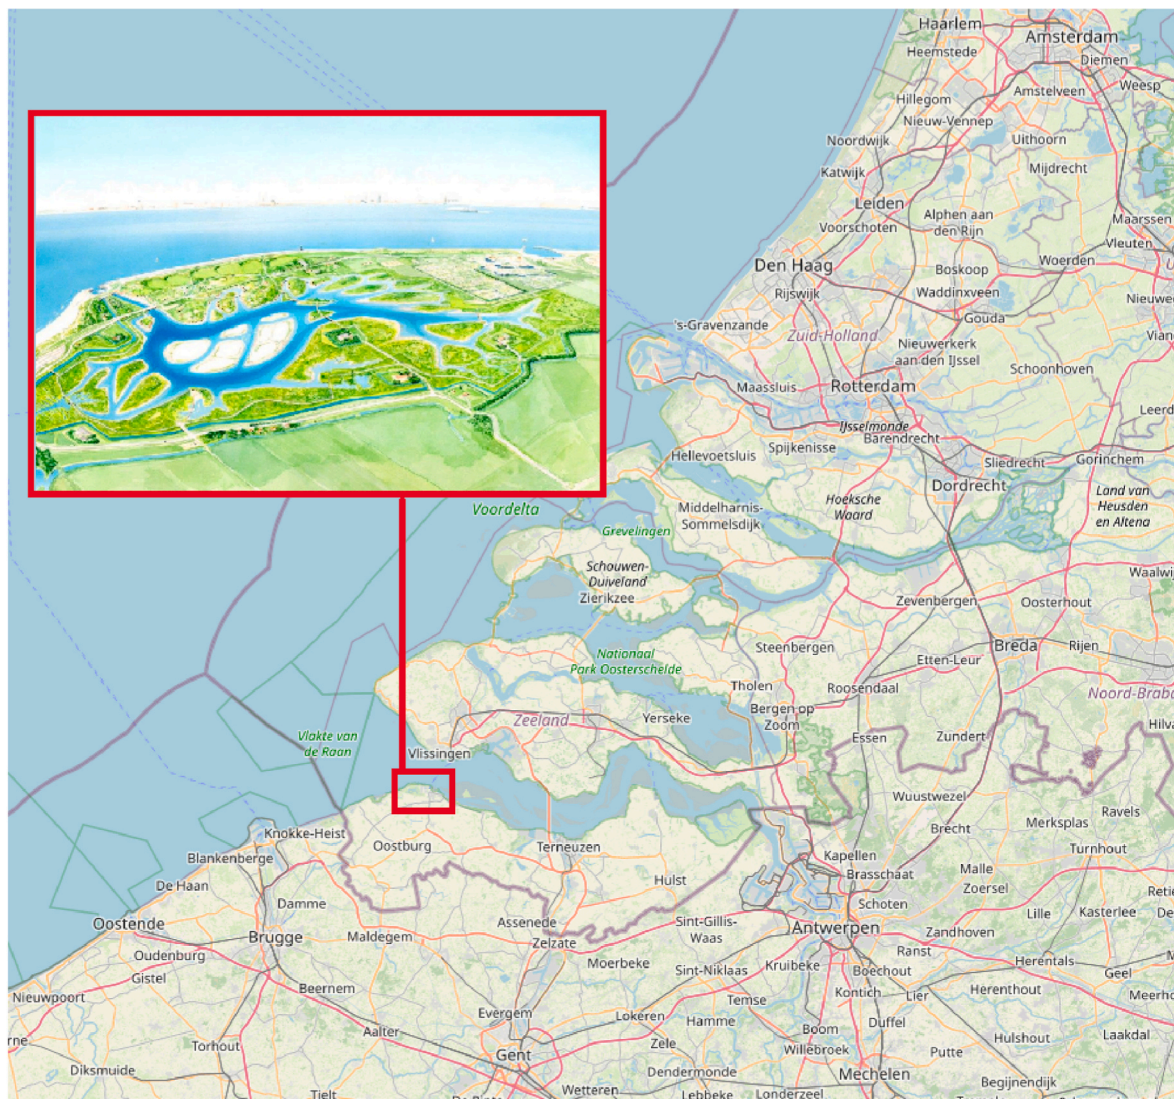 Haarlem
Amsterdam
Heemstede
Diemen
Weesp
Amstelveen
Hillegom
Nieuw-Vennep
Noordwijk
Uithoorn
Mijdrecht
Katwijk
Leiden
Alphen aan
den Rijn
Maarssen
Voorschoten
Vleuten
Den Haag
Boskoop
Woerden
Rijswijk
Waddinxveen
Gouda
's-Gravenzande
Zuid-Holland
Nieuwerkerk
aan den IJssel
Schoonhoven
Maassluis
Rotterdam
IJsselmonde
Barendrecht
Spijkenisse
Hellevoetsluis
Sliedrecht
Gorinchem
Dordrecht
Voordelta
Middelharnis-
Sommelsdijk
Hoeksche
Waard
Land van
Heusden
en Altena
Grevelingen
Schouwen-
Duiveland
Zierikzee
Zevenbergen
Oosterhout
Steenbergen
Breda
Rijen
Nationaal
Park Oosterschelde
Etten-Leur
Tholen
Roosendaal
Bergen op
Zoom
Zeeland
Yerseke
Vlakte van
de Raan
Vlissingen
Essen
Zundert
Wuustwezel
Ravels
Merksplas
Knokke-Heist
Brecht
Turnhout
Blankenberge
Oostburg
Terneuzen
Kapellen
Brasschaat
Malle
Zoersel
De Haan
Hulst
Damme
Schoten
Lille
Kasterlee
Oostende
Assenede
Sint-Gillis-
Waas
Antwerpen
Zandhoven
Brugge
Maldegem
Zelzate
Ranst
Oudenburg
Moerbeke
Kruibeke
Boechout
Herentals
Gistel
Sint-Niklaas
Geel
Nieuwpoort
Beernem
Temse
Kontich
Lier
Herenthout
Evergem
Lokeren
Hamme
Duffel
Aalter
Boom
Hulshout
Laakdal
Torhout
Zele
Willebroek
Putte
Gent
Diksmuide
Dendermonde
Mechelen
Begijnendijk
Tielt
Wetteren
Lebbeke
Londerzeel